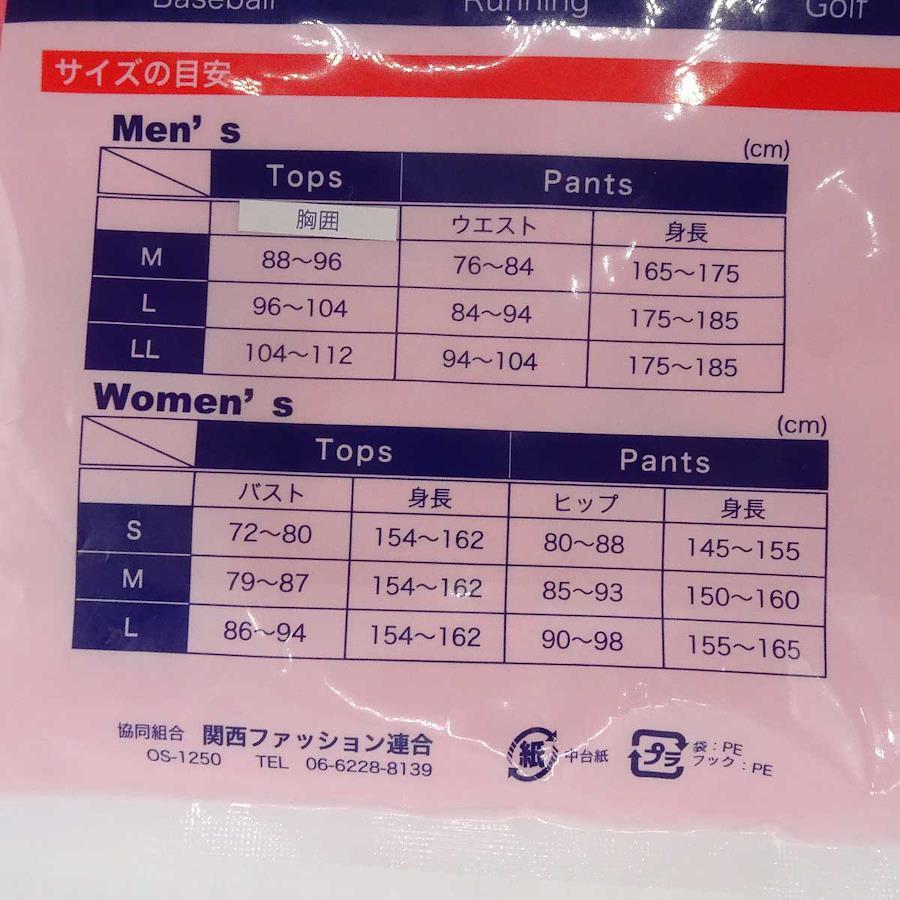 Baseball Running Golf
サイズの目安
Men's
(cm)
Tops Pants
胸囲 ウエスト 身長
M 88〜96 76〜84 165〜175
L 96〜104 84〜94 175〜185
LL 104〜112 94〜104 175〜185
Women's
(cm)
Tops Pants
バスト 身長 ヒップ 身長
S 72〜80 154〜162 80〜88 145〜155
M 79〜87 154〜162 85〜93 150〜160
L 86〜94 154〜162 90〜98 155〜165
協同組合 関西ファッション連合
OS-1250 TEL 06-6228-8139
紙 中台紙
プラ 袋:PE
フック:PE